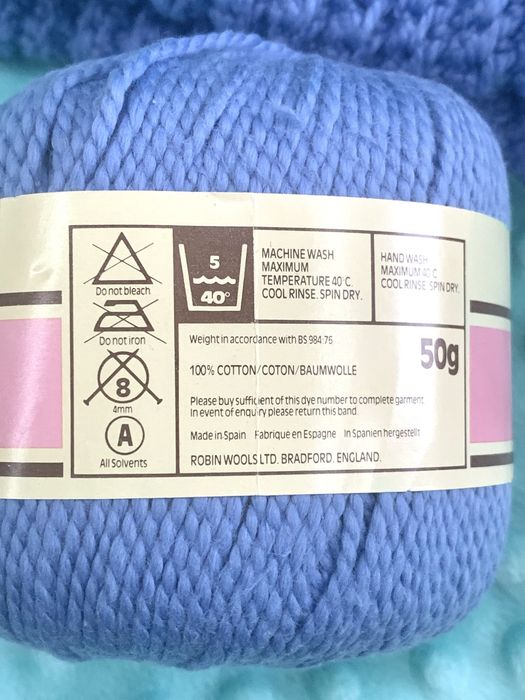 Do not bleach
Do not iron
8
4mm
A
All Solvents
5
40°
MACHINE WASH
MAXIMUM
TEMPERATURE 40°C.
COOL RINSE. SPIN DRY.
HAND WASH
MAXIMUM 40°C.
COOL RINSE. SPIN DRY.
Weight in accordance with BS 984:76
50g
100% COTTON/COTON/BAUMWOLLE
Please buy sufficient of this dye number to complete garment
In event of enquiry please return this band.
Made in Spain Fabrique en Espagne In Spanien hergestellt
ROBIN WOOLS LTD. BRADFORD. ENGLAND.